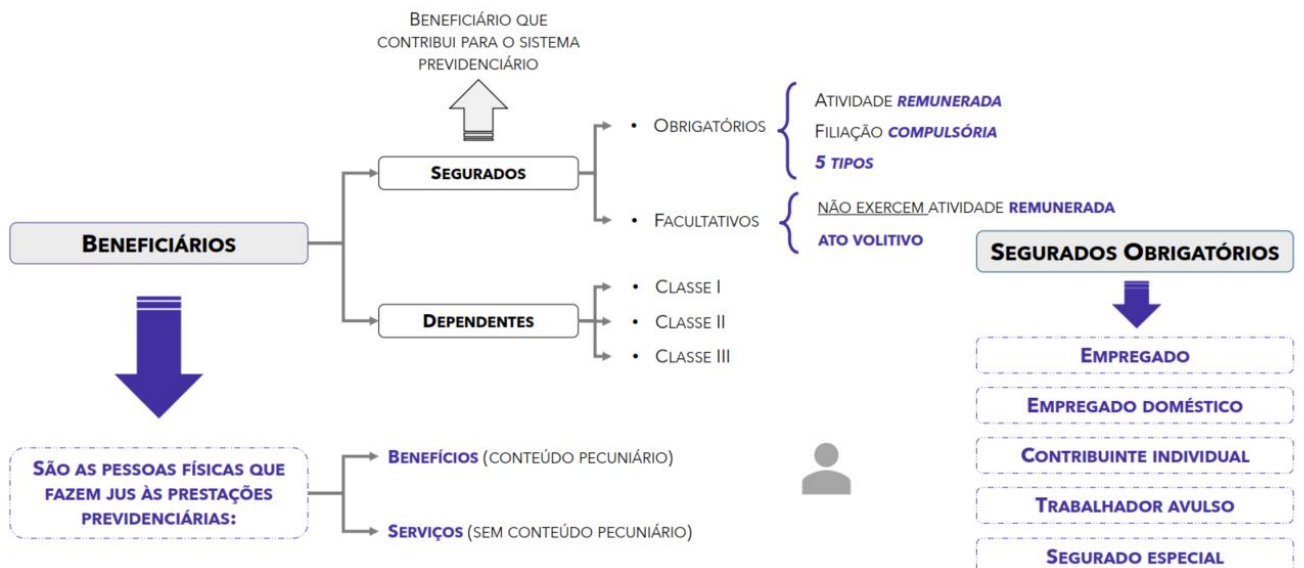 Beneficiário que
contribui para o sistema
previdenciário
Segurados
• Obrigatórios
Atividade remunerada
Filiação compulsória
5 tipos
• Facultativos
não exercem atividade remunerada
ato volitivo
Beneficiários
Dependentes
• Classe I
• Classe II
• Classe III
São as pessoas físicas que
fazem jus às prestações
previdenciárias:
Benefícios (conteúdo pecuniário)
Serviços (sem conteúdo pecuniário)
Segurados Obrigatórios
Empregado
Empregado doméstico
Contribuinte individual
Trabalhador avulso
Segurado especial